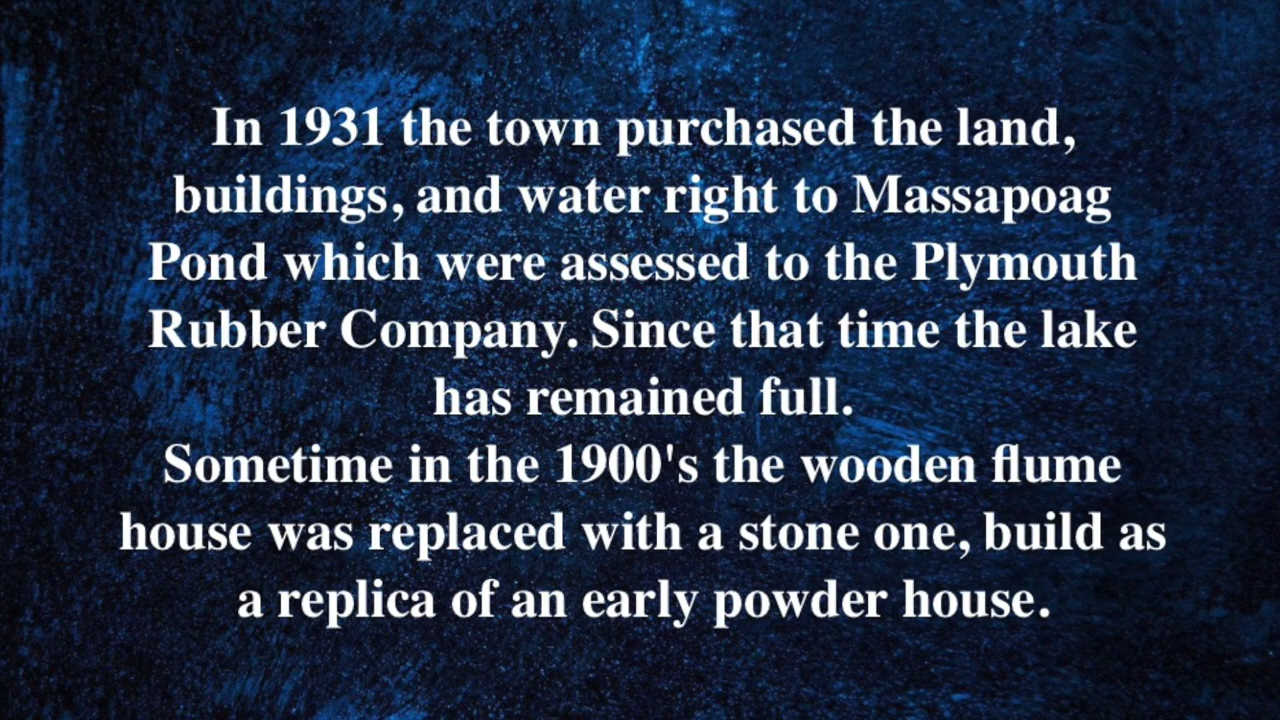 In 1931 the town purchased the land,
buildings, and water right to Massapoag
Pond which were assessed to the Plymouth
Rubber Company. Since that time the lake
has remained full.
Sometime in the 1900's the wooden flume
house was replaced with a stone one, build as
a replica of an early powder house.